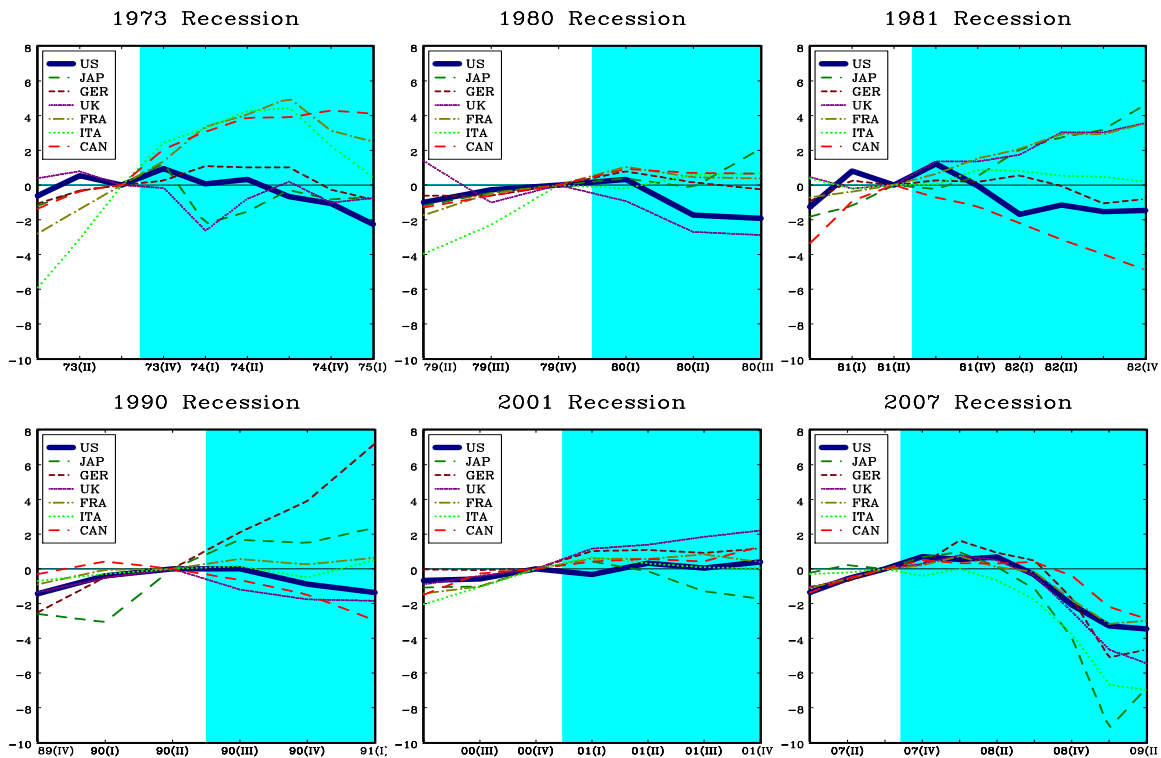 1973 Recession
8
6
4
2
0
−2
−4
−6
−8
−10
US
JAP
GER
UK
FRA
ITA
CAN
73(II) 73(IV) 74(I) 74(II) 74(IV) 75(I)
1980 Recession
8
6
4
2
0
−2
−4
−6
−8
−10
US
JAP
GER
UK
FRA
ITA
CAN
79(II) 79(III) 79(IV) 80(I) 80(II) 80(III
1981 Recession
8
6
4
2
0
−2
−4
−6
−8
−10
US
JAP
GER
UK
FRA
ITA
CAN
81(I) 81(II) 81(IV) 82(I) 82(II) 82(IV
1990 Recession
8
6
4
2
0
−2
−4
−6
−8
−10
US
JAP
GER
UK
FRA
ITA
CAN
89(IV) 90(I) 90(II) 90(III) 90(IV) 91(I)
2001 Recession
8
6
4
2
0
−2
−4
−6
−8
−10
US
JAP
GER
UK
FRA
ITA
CAN
00(III) 00(IV) 01(I) 01(II) 01(III) 01(IV
2007 Recession
8
6
4
2
0
−2
−4
−6
−8
−10
US
JAP
GER
UK
FRA
ITA
CAN
07(II) 07(IV) 08(II) 08(IV) 09(II